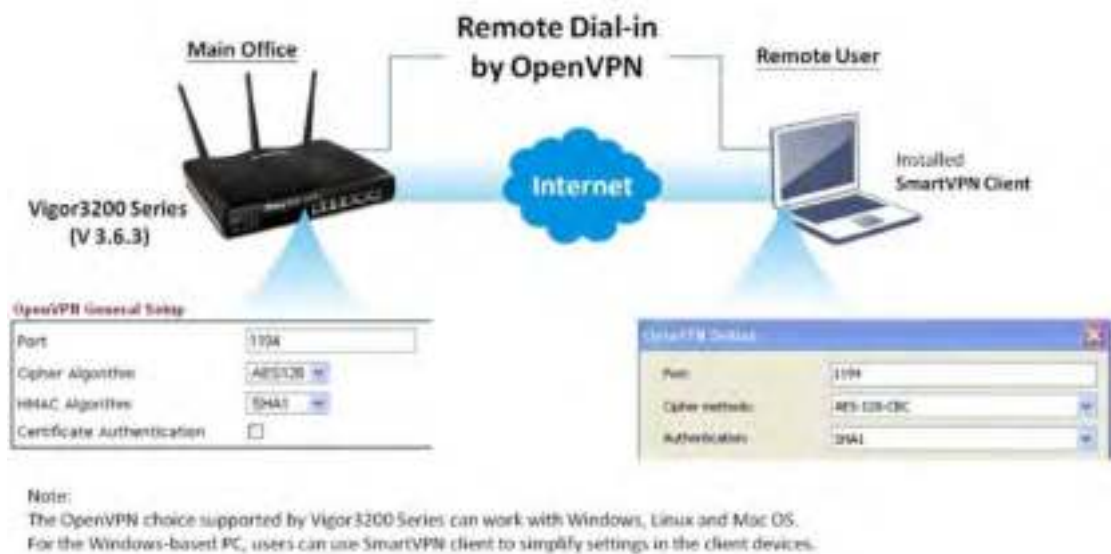 Remote Dial-in
by OpenVPN
Main Office
Remote User
Internet
Installed
SmartVPN Client
Vigor3200 Series
(V 3.6.3)
OpenVPN General Setup
Port 1194
Cipher Algorithm AES128
HMAC Algorithm SHA1
Certificate Authentication
Port: 1194
Cipher methods: AES-128-CBC
Authentication: SHA1
Note:
The OpenVPN choice supported by Vigor3200 Series can work with Windows, Linux and Mac OS.
For the Windows-based PC, users can use SmartVPN client to simplify settings in the client devices.